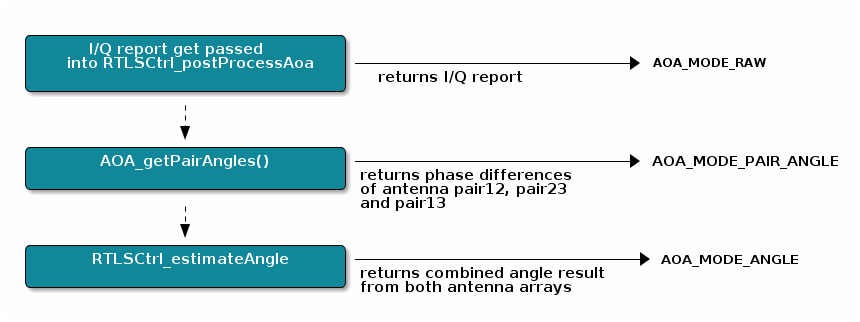 I/Q report get passed
into RTLSCtrl_postProcessAoa
returns I/Q report
AOA_MODE_RAW
AOA_getPairAngles()
returns phase differences
of antenna pair12, pair23
and pair13
AOA_MODE_PAIR_ANGLE
RTLSCtrl_estimateAngle
returns combined angle result
from both antenna arrays
AOA_MODE_ANGLE